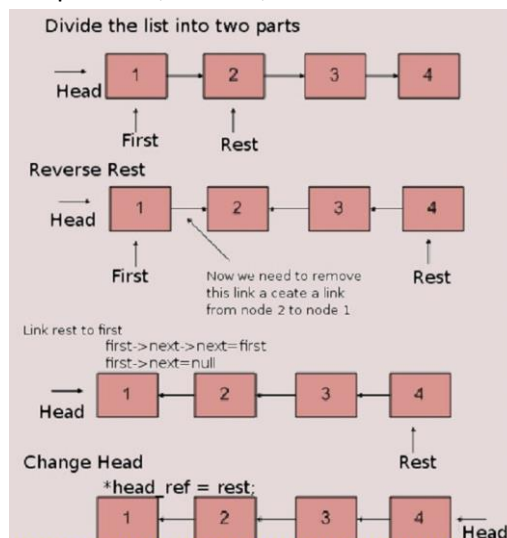 Divide the list into two parts
1 2 3 4
Head
First Rest
Reverse Rest
1 2 3 4
Head
First Rest
Now we need to remove
this link a ceate a link
from node 2 to node 1
Link rest to first
first->next->next=first
first->next=null
1 2 3 4
Head
Rest
Change Head
*head_ref = rest;
1 2 3 4
Head